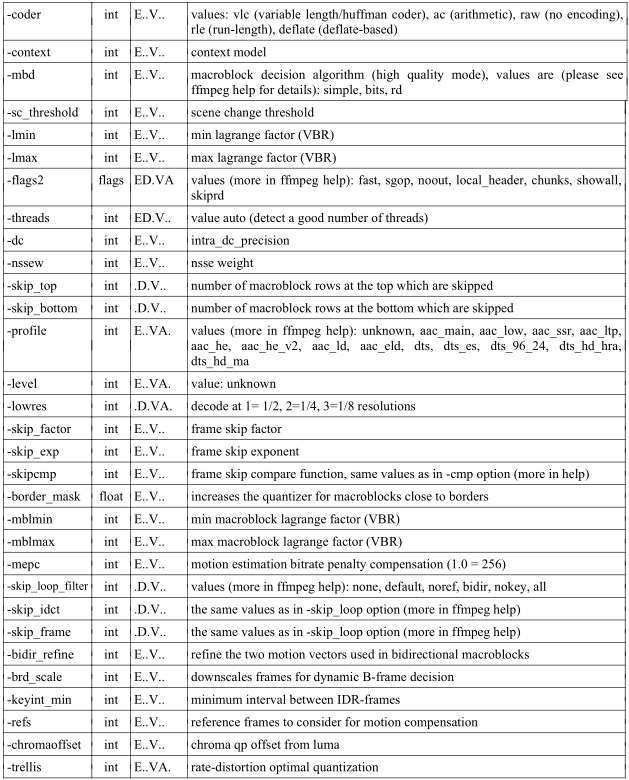 -coder int E..V.. values: vlc (variable length/huffman coder), ac (arithmetic), raw (no encoding),
rle (run-length), deflate (deflate-based)
-context int E..V.. context model
-mbd int E..V.. macroblock decision algorithm (high quality mode), values are (please see
ffmpeg help for details): simple, bits, rd
-sc_threshold int E..V.. scene change threshold
-lmin int E..V.. min lagrange factor (VBR)
-lmax int E..V.. max lagrange factor (VBR)
-flags2 flags ED.VA values (more in ffmpeg help): fast, sgop, noout, local_header, chunks, showall,
skiprd
-threads int ED.V.. value auto (detect a good number of threads)
-dc int E..V.. intra_dc_precision
-nssew int E..V.. nsse weight
-skip_top int .D.V.. number of macroblock rows at the top which are skipped
-skip_bottom int .D.V.. number of macroblock rows at the bottom which are skipped
-profile int E..VA. values (more in ffmpeg help): unknown, aac_main, aac_low, aac_ssr, aac_ltp,
aac_he, aac_he_v2, aac_ld, aac_eld, dts, dts_es, dts_96_24, dts_hd_hra,
dts_hd_ma
-level int E..VA. value: unknown
-lowres int .D.VA. decode at 1= 1/2, 2=1/4, 3=1/8 resolutions
-skip_factor int E..V.. frame skip factor
-skip_exp int E..V.. frame skip exponent
-skipcmp int E..V.. frame skip compare function, same values as in -cmp option (more in help)
-border_mask float E..V.. increases the quantizer for macroblocks close to borders
-mblmin int E..V.. min macroblock lagrange factor (VBR)
-mblmax int E..V.. max macroblock lagrange factor (VBR)
-mepc int E..V.. motion estimation bitrate penalty compensation (1.0 = 256)
-skip_loop_filter int .D.V.. values (more in ffmpeg help): none, default, noref, bidir, nokey, all
-skip_idct int .D.V.. the same values as in -skip_loop option (more in ffmpeg help)
-skip_frame int .D.V.. the same values as in -skip_loop option (more in ffmpeg help)
-bidir_refine int E..V.. refine the two motion vectors used in bidirectional macroblocks
-brd_scale int E..V.. downscales frames for dynamic B-frame decision
-keyint_min int E..V.. minimum interval between IDR-frames
-refs int E..V.. reference frames to consider for motion compensation
-chromaoffset int E..V.. chroma qp offset from luma
-trellis int E..VA. rate-distortion optimal quantization